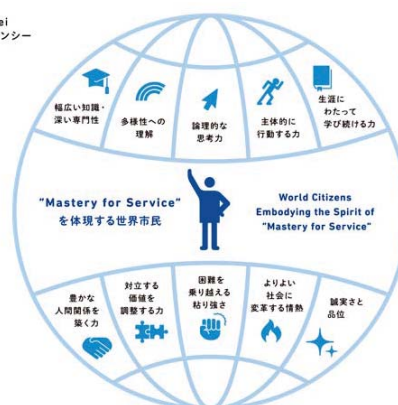 ei
ンシー
幅広い知識・
深い専門性
多様性への
理解
論理的な
思考力
主体的に
行動する力
生涯に
わたって
学び続ける力
"Mastery for Service"
を体現する世界市民
World Citizens
Embodying the Spirit of
"Mastery for Service"
豊かな
人間関係を
築く力
対立する
価値を
調整する力
困難を
乗り越える
粘り強さ
よりよい
社会に
変革する情熱
誠実さと
品位